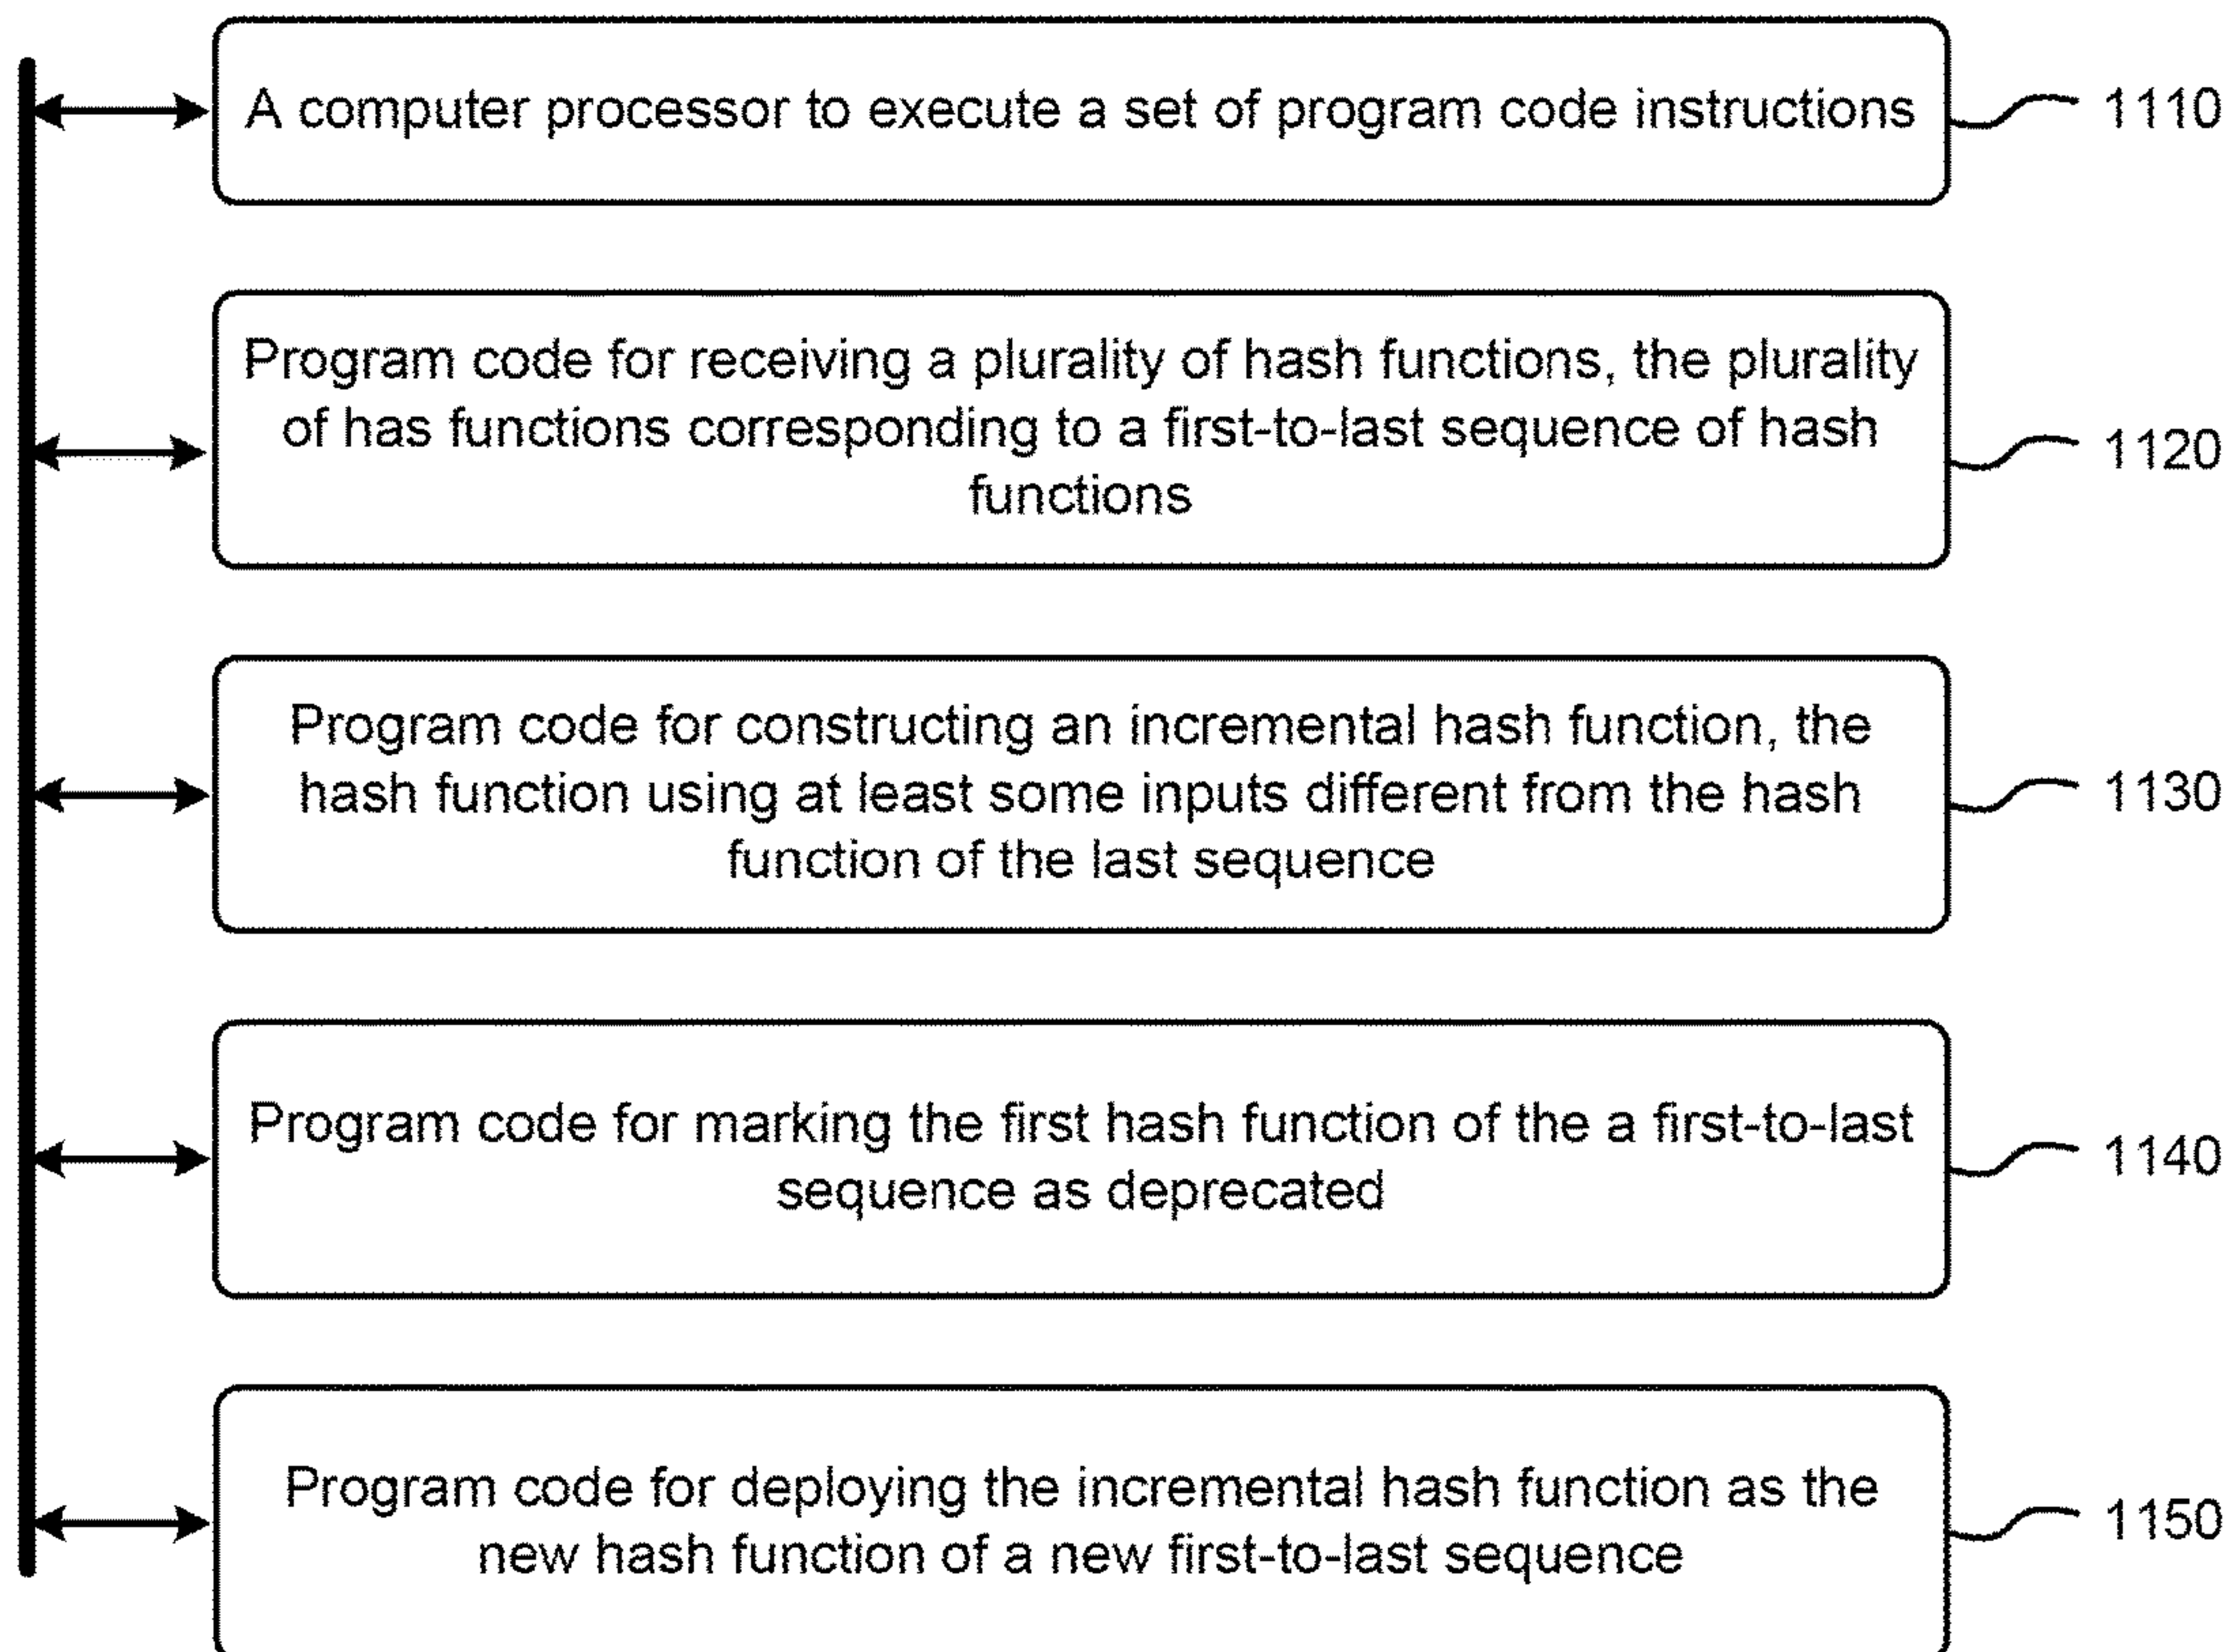 A computer processor to execute a set of program code instructions
1110
Program code for receiving a plurality of hash functions, the plurality
of has functions corresponding to a first-to-last sequence of hash
functions
1120
Program code for constructing an incremental hash function, the
hash function using at least some inputs different from the hash
function of the last sequence
1130
Program code for marking the first hash function of the a first-to-last
sequence as deprecated
1140
Program code for deploying the incremental hash function as the
new hash function of a new first-to-last sequence
1150